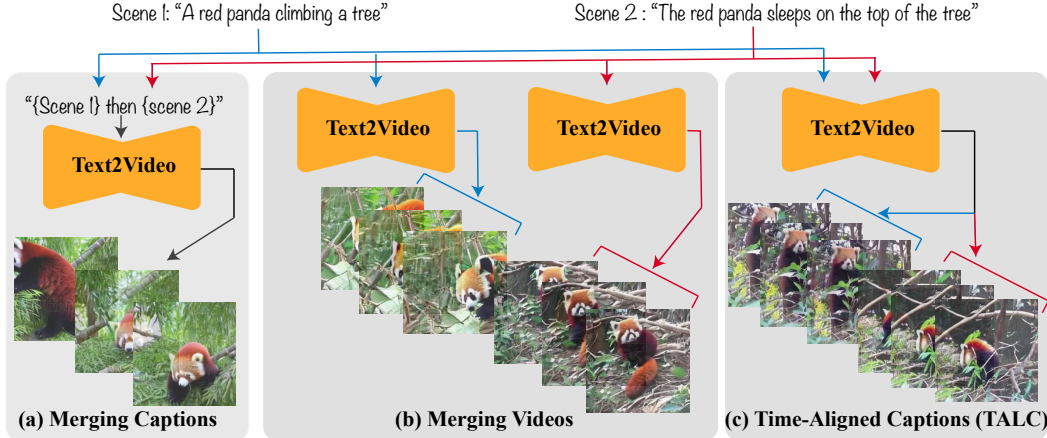 Scene 1: “A red panda climbing a tree”
Scene 2 : “The red panda sleeps on the top of the tree”
“{Scene 1} then {scene 2}”
Text2Video
Text2Video
Text2Video
Text2Video
(a) Merging Captions
(b) Merging Videos
(c) Time-Aligned Captions (TALC)